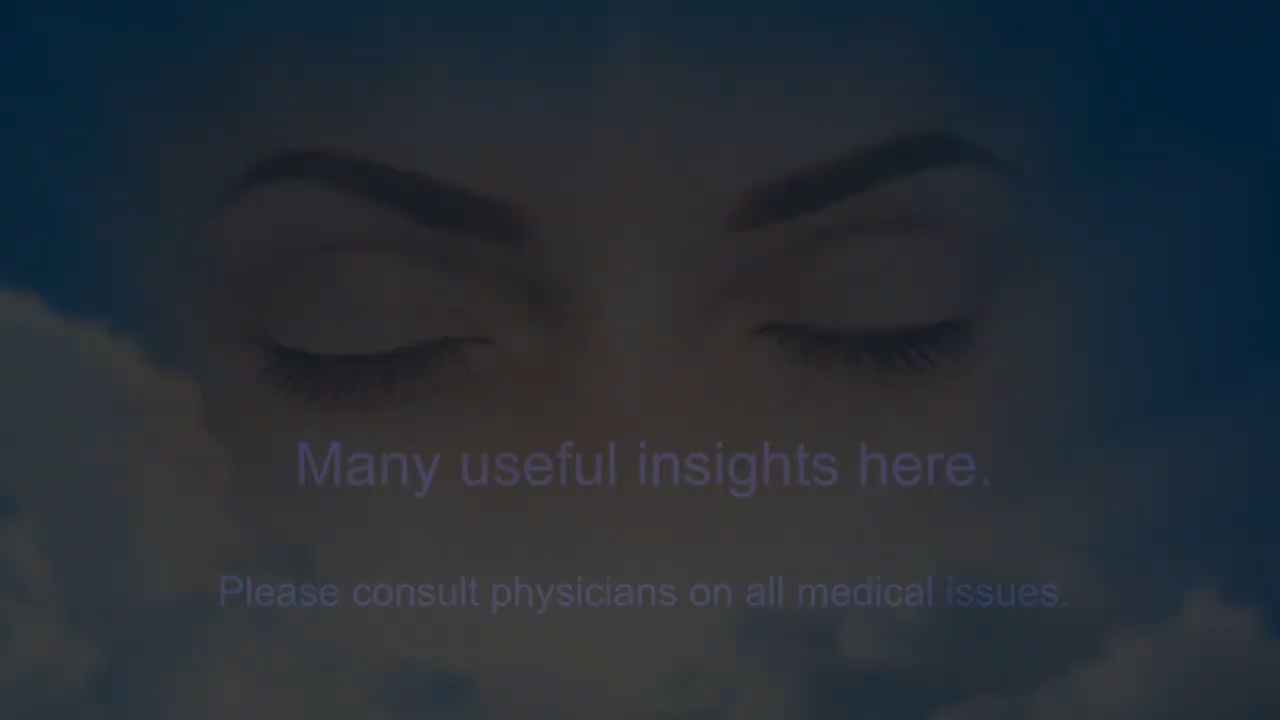 Many useful insights here.
Please consult physicians on all medical issues.